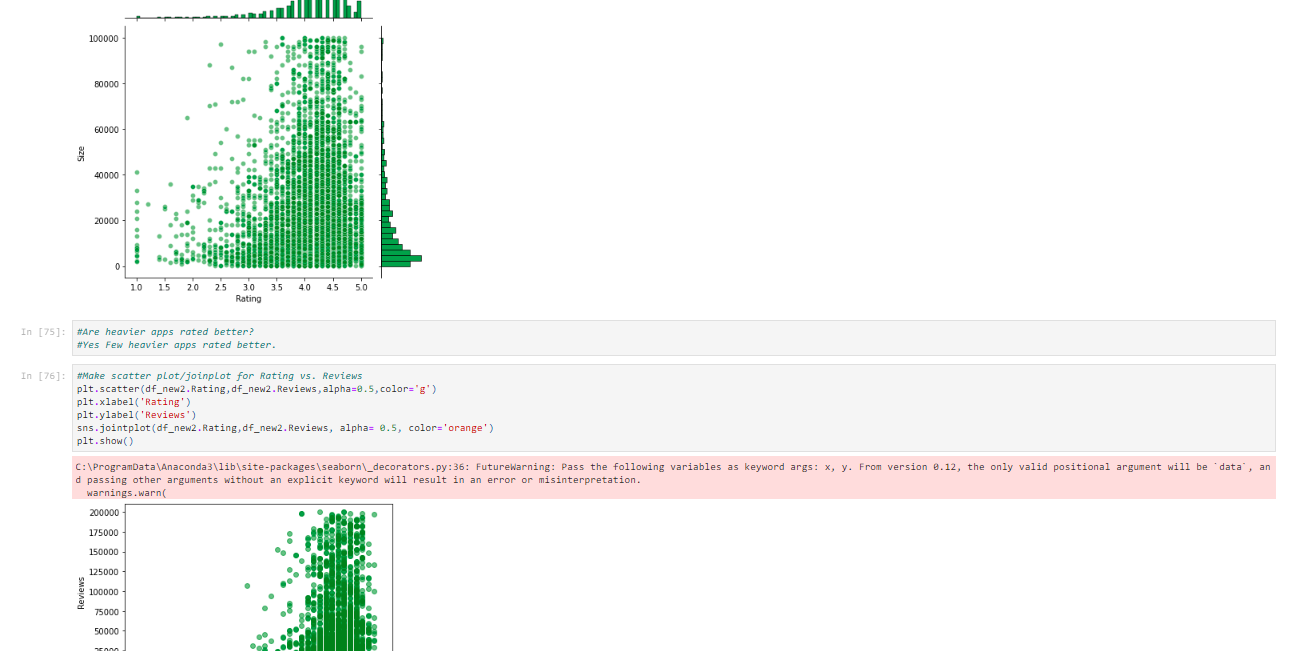 100000
80000
60000
40000
20000
0
Size
1.0 1.5 2.0 2.5 3.0 3.5 4.0 4.5 5.0
Rating
In [75]:
#Are heavier apps rated better?
#Yes Few heavier apps rated better.
In [76]:
#Make scatter plot/joinplot for Rating vs. Reviews
plt.scatter(df_new2.Rating,df_new2.Reviews,alpha=0.5,color='g')
plt.xlabel('Rating')
plt.ylabel('Reviews')
sns.jointplot(df_new2.Rating,df_new2.Reviews, alpha= 0.5, color='orange')
plt.show()
C:\ProgramData\Anaconda3\lib\site-packages\seaborn\_decorators.py:36: FutureWarning: Pass the following variables as keyword args: x, y. From version 0.12, the only valid positional argument will be `data`, an
d passing other arguments without an explicit keyword will result in an error or misinterpretation.
warnings.warn(
200000
175000
150000
125000
100000
75000
50000
25000
Reviews